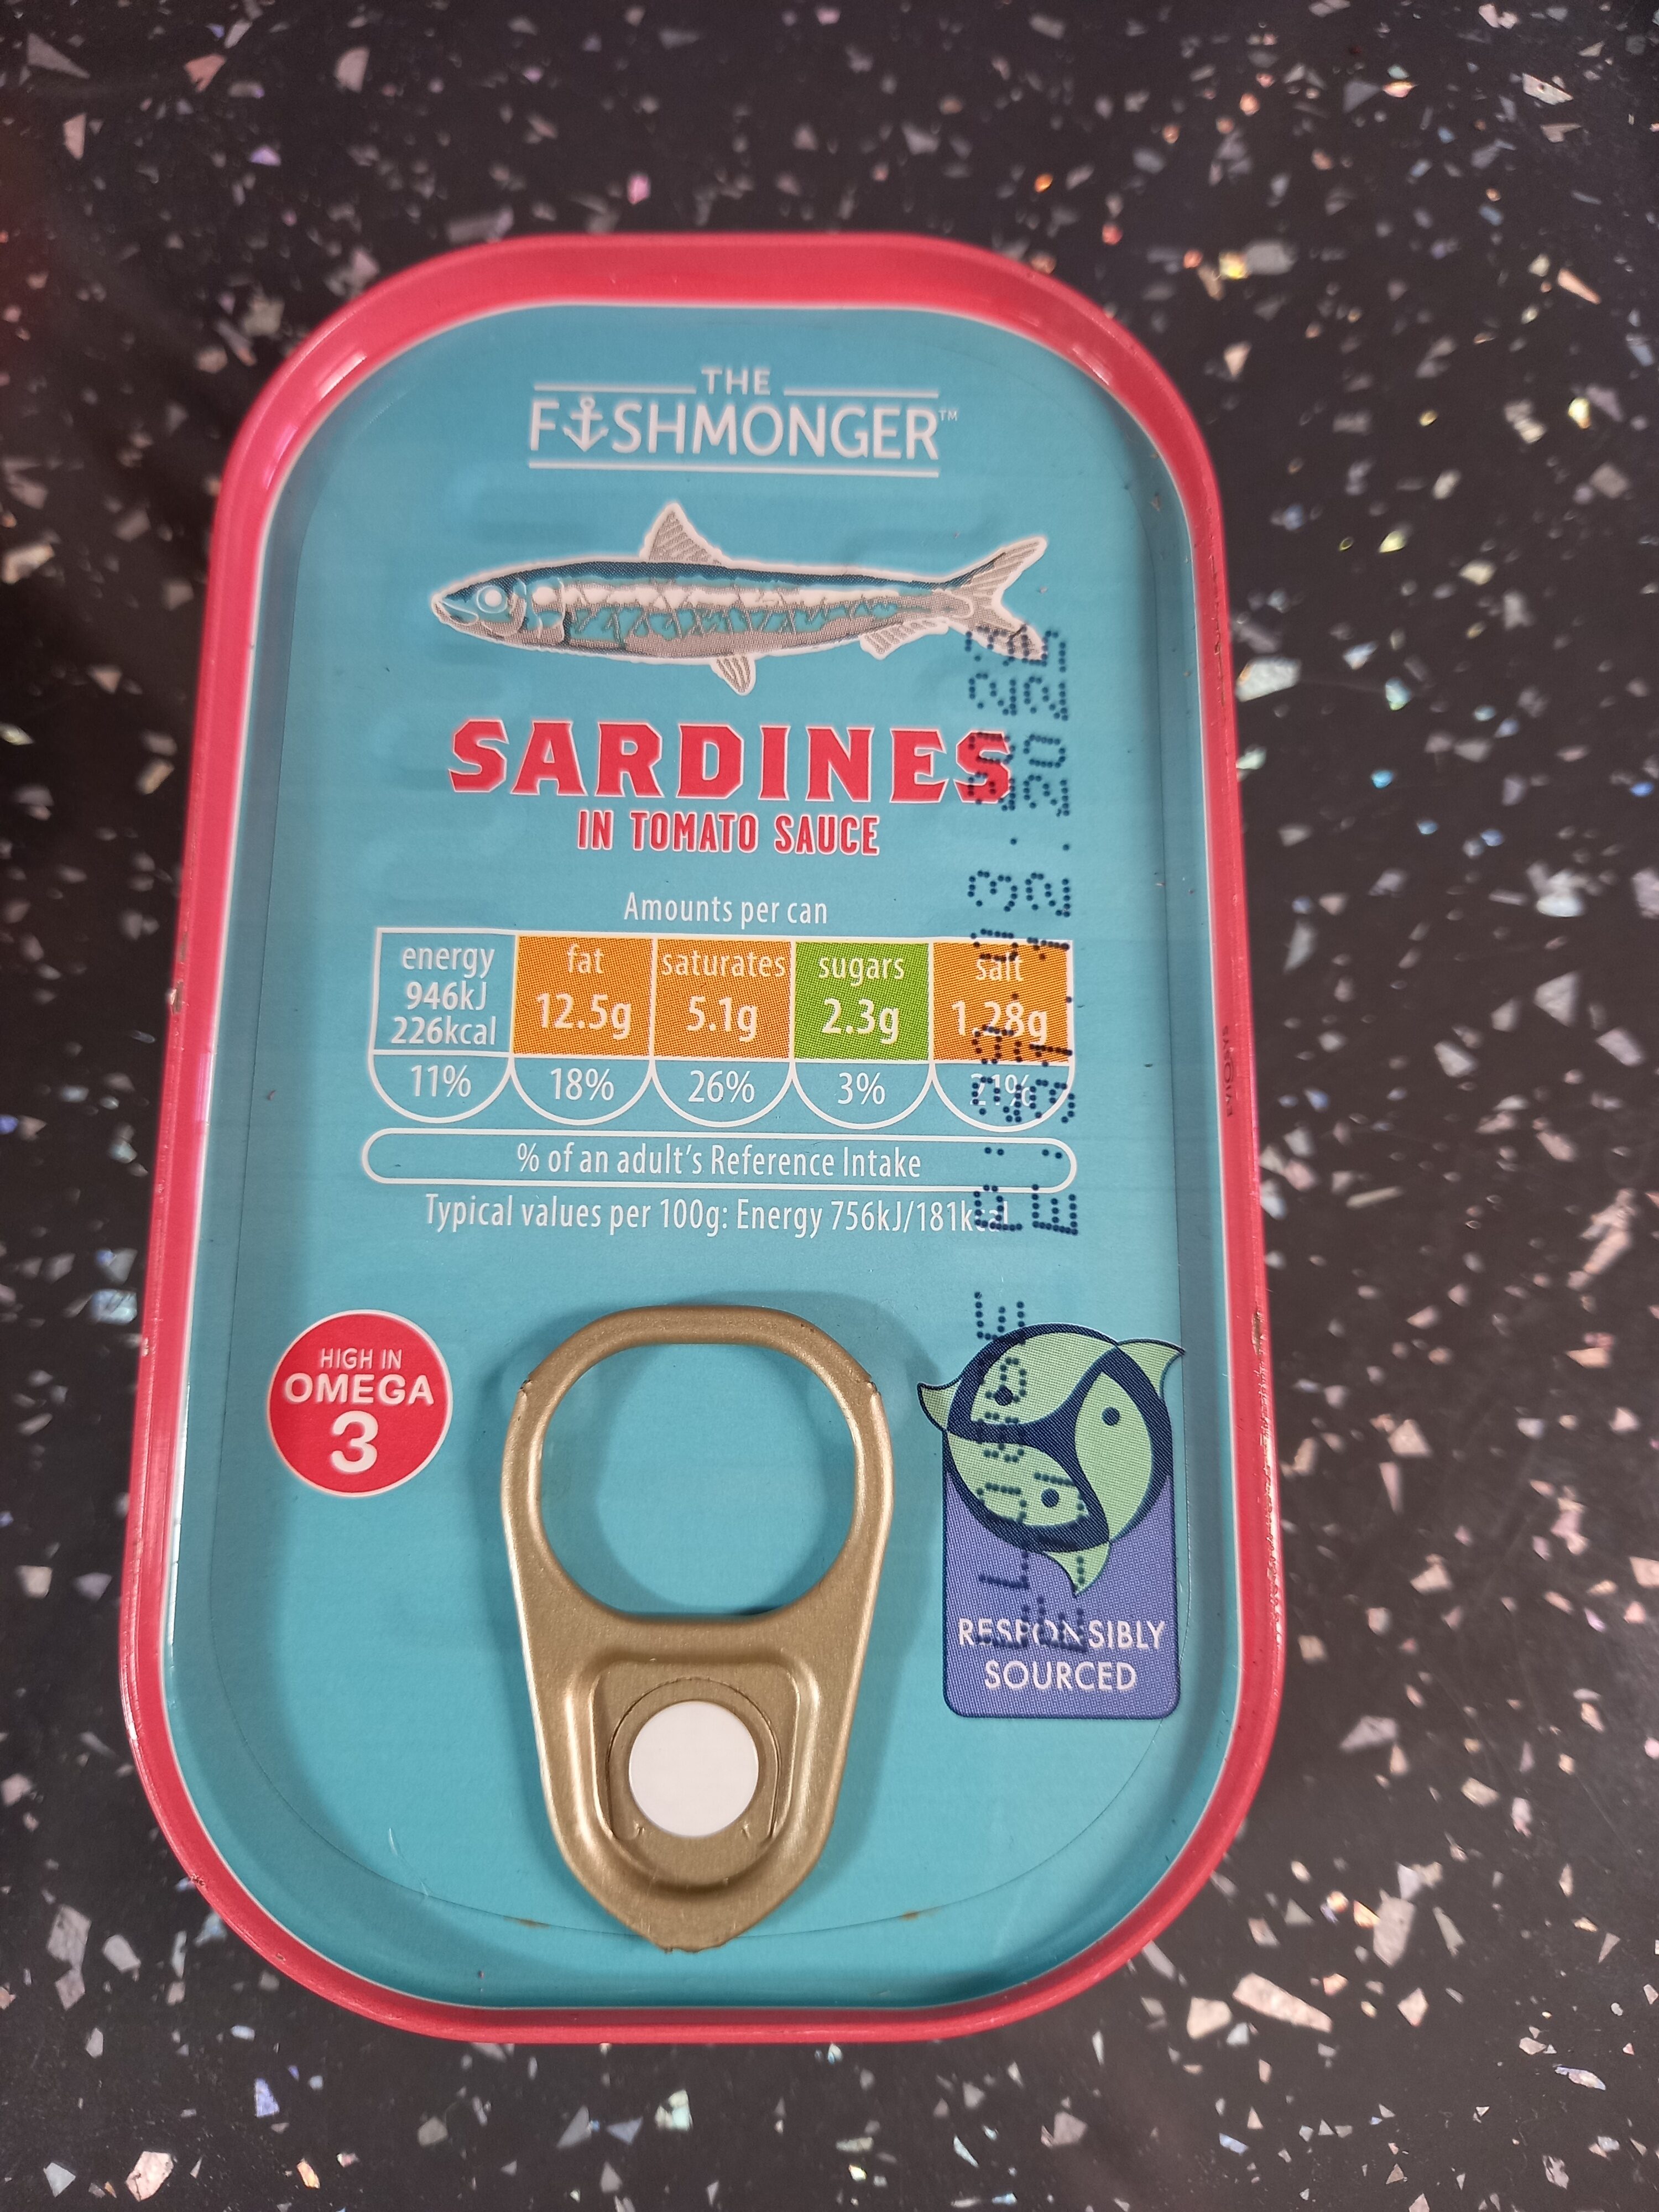 THE
FISHMONGER™
SARDINES
IN TOMATO SAUCE
Amounts per can
energy 946kJ 226kcal 11%
fat 12.5g 18%
saturates 5.1g 26%
sugars 2.3g 3%
salt 1.28g 21%
% of an adult's Reference Intake
Typical values per 100g: Energy 756kJ/181kcal
HIGH IN
OMEGA
3
RESPONSIBLY
SOURCED